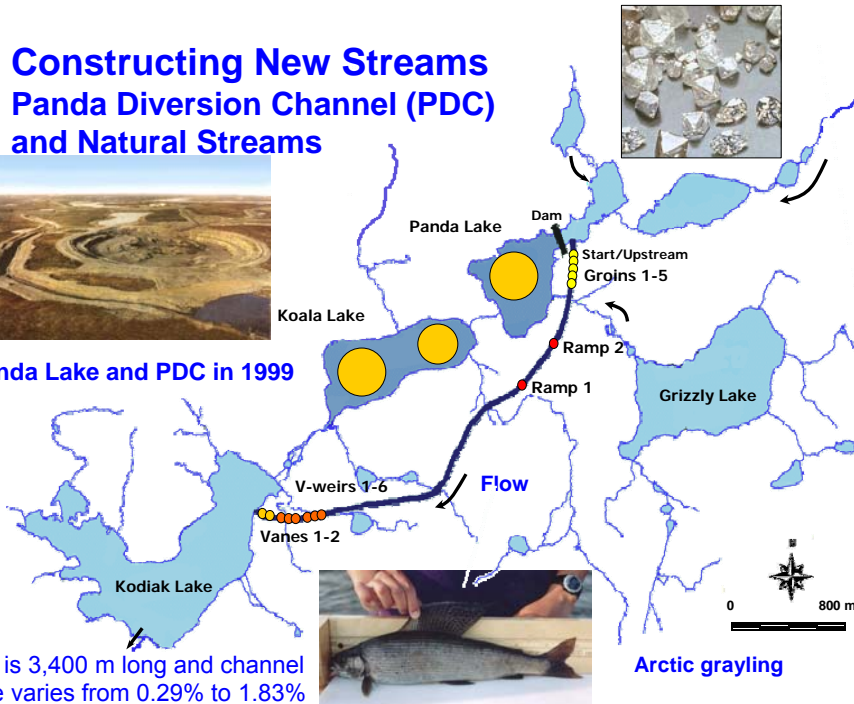 Constructing New Streams
Panda Diversion Channel (PDC)
and Natural Streams
Dam
Panda Lake
Start/Upstream
Groins 1-5
Koala Lake
Ramp 2
nda Lake and PDC in 1999
Ramp 1
Grizzly Lake
V-weirs 1-6
Flow
Vanes 1-2
Kodiak Lake
0 800 m
is 3,400 m long and channel
e varies from 0.29% to 1.83%
Arctic grayling